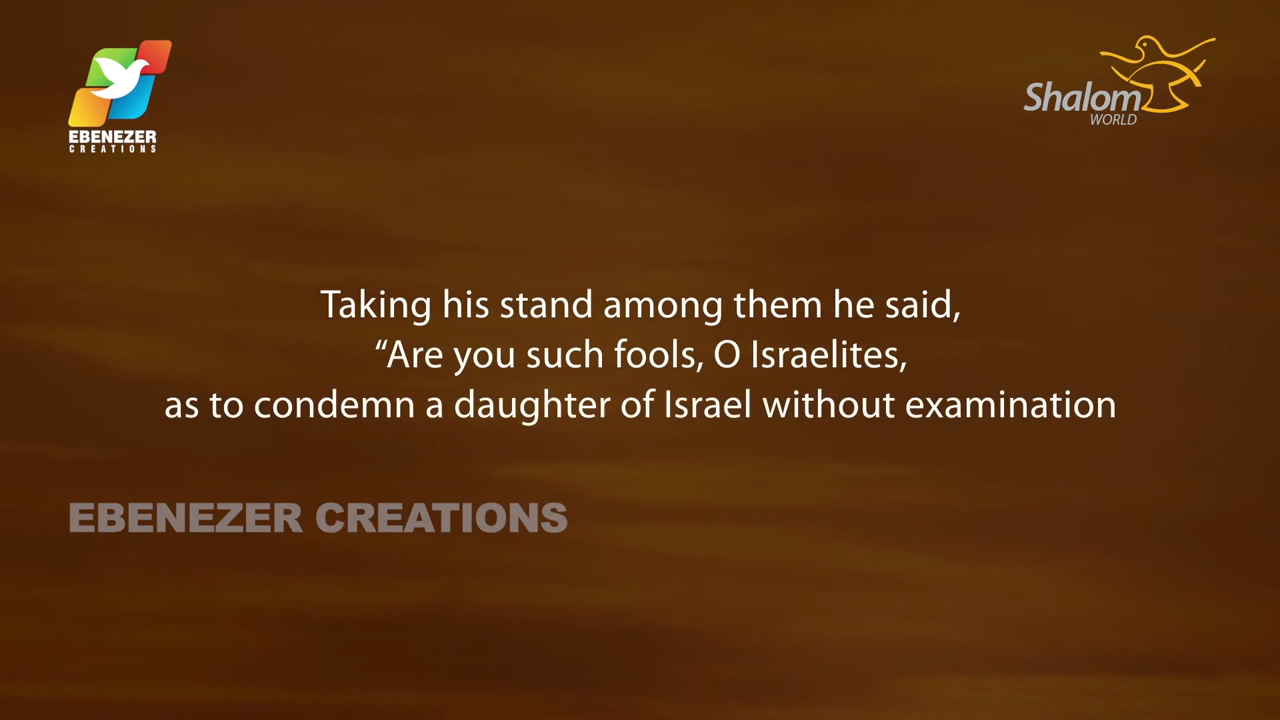 EBENEZER
CREATIONS
Shalom
WORLD
Taking his stand among them he said,
“Are you such fools, O Israelites,
as to condemn a daughter of Israel without examination
EBENEZER CREATIONS